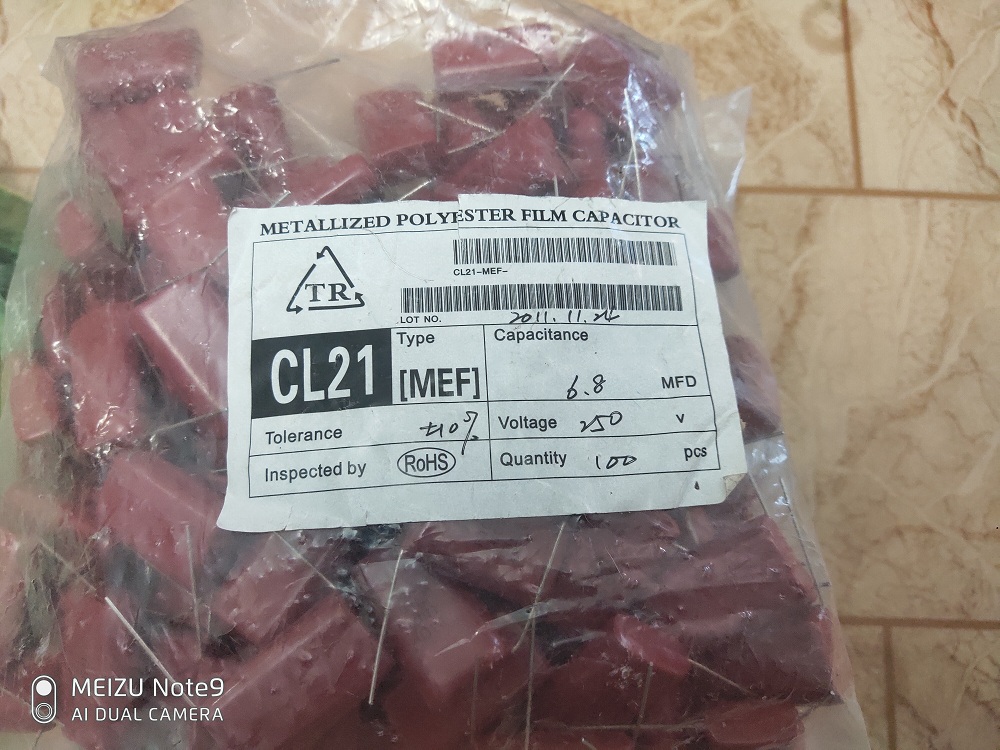 METALLIZED POLYESTER FILM CAPACITOR
TR
CL21-MEF-
LOT NO. 2011.11.24
CL21
Type
[MEF]
Capacitance
6.8 MFD
Tolerance ±10%
Voltage 250 v
Inspected by RoHS
Quantity 100 pcs
MEIZU Note9
AI DUAL CAMERA